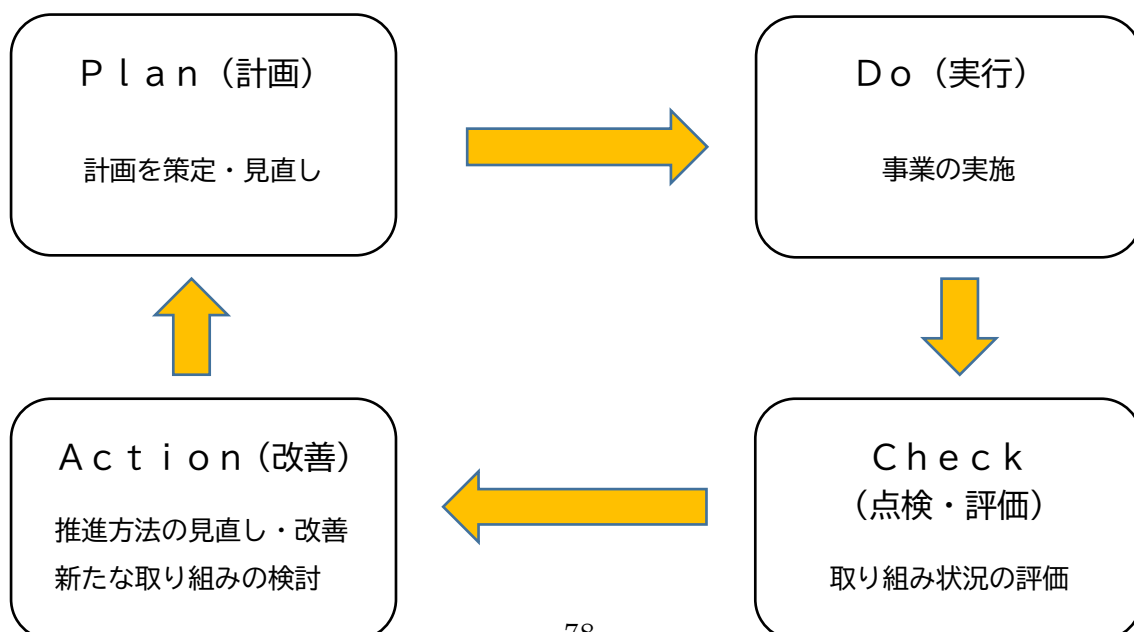 Ｐｌａｎ（計画）
計画を策定・見直し
Ｄｏ（実行）
事業の実施
Ａｃｔｉｏｎ（改善）
推進方法の見直し・改善
新たな取り組みの検討
Ｃｈｅｃｋ
（点検・評価）
取り組み状況の評価
78